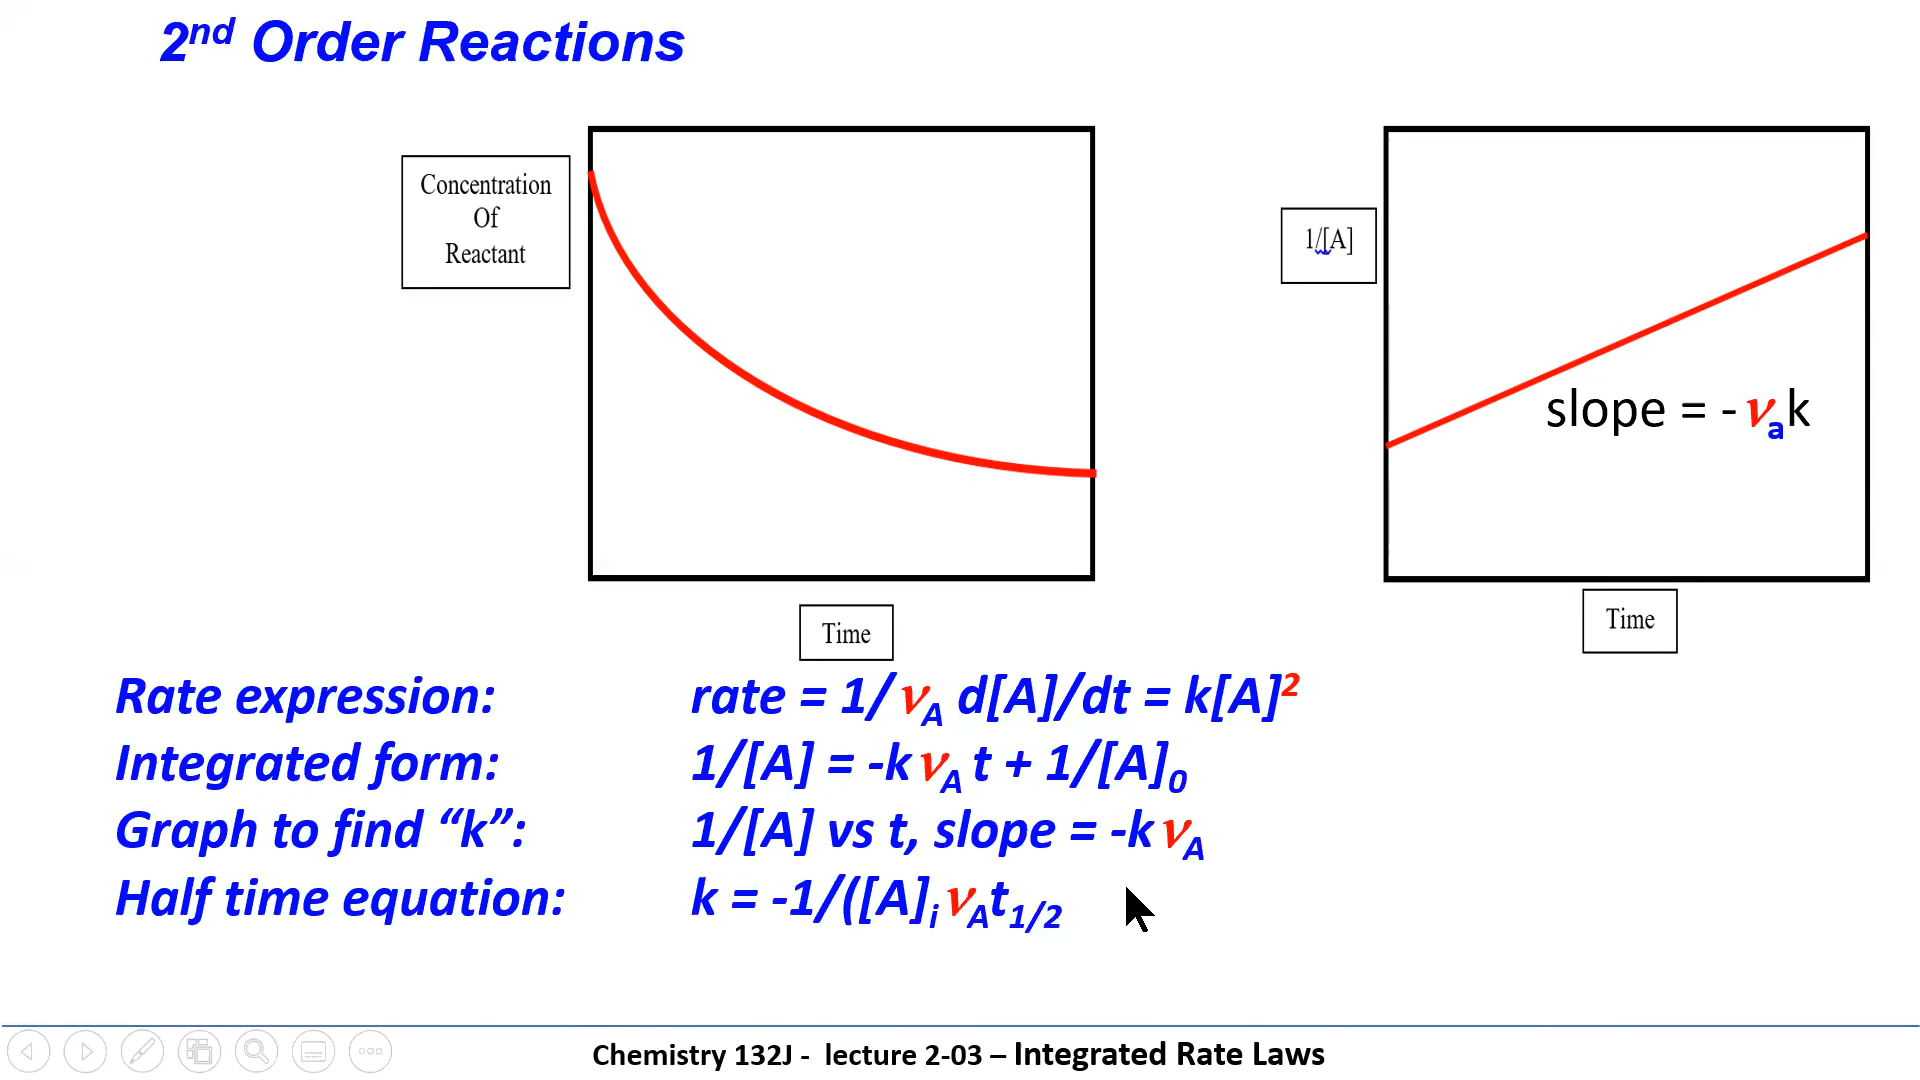 2nd Order Reactions
Concentration
Of
Reactant
Time
1/[A]
slope = -νak
Time
Rate expression: rate = 1/νA d[A]/dt = k[A]2
Integrated form: 1/[A] = -kνA t + 1/[A]0
Graph to find “k”: 1/[A] vs t, slope = -kνA
Half time equation: k = -1/([A]iνAt1/2
Chemistry 132J - lecture 2-03 – Integrated Rate Laws